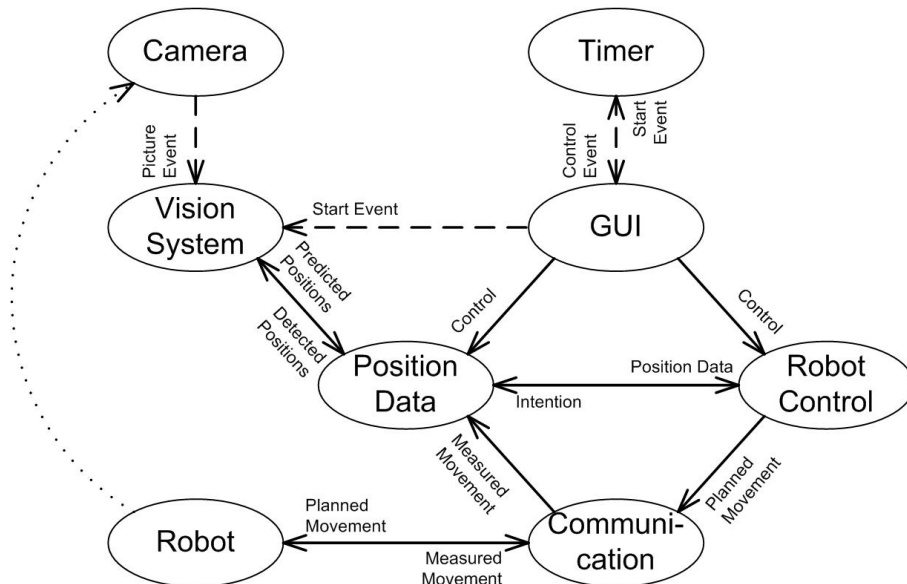 Camera
Timer
Picture
Event
Control
Event
Start
Event
Vision
System
Start Event
GUI
Predicted
Positions
Detected
Positions
Control
Control
Position
Data
Position Data
Intention
Robot
Control
Measured
Movement
Planned
Movement
Robot
Planned
Movement
Measured
Movement
Communi-
cation